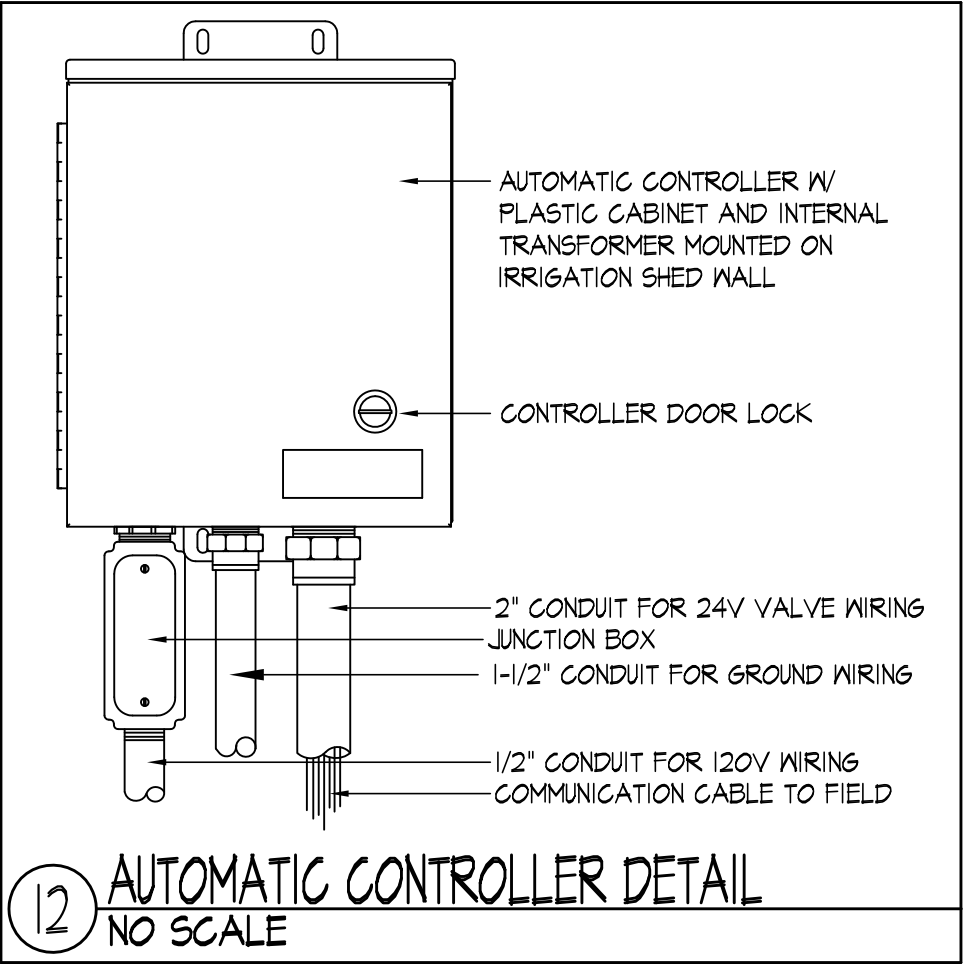 AUTOMATIC CONTROLLER W/
PLASTIC CABINET AND INTERNAL
TRANSFORMER MOUNTED ON
IRRIGATION SHED WALL
CONTROLLER DOOR LOCK
2" CONDUIT FOR 24V VALVE WIRING
JUNCTION BOX
1-1/2" CONDUIT FOR GROUND WIRING
1/2" CONDUIT FOR 120V WIRING
COMMUNICATION CABLE TO FIELD
12 AUTOMATIC CONTROLLER DETAIL
NO SCALE